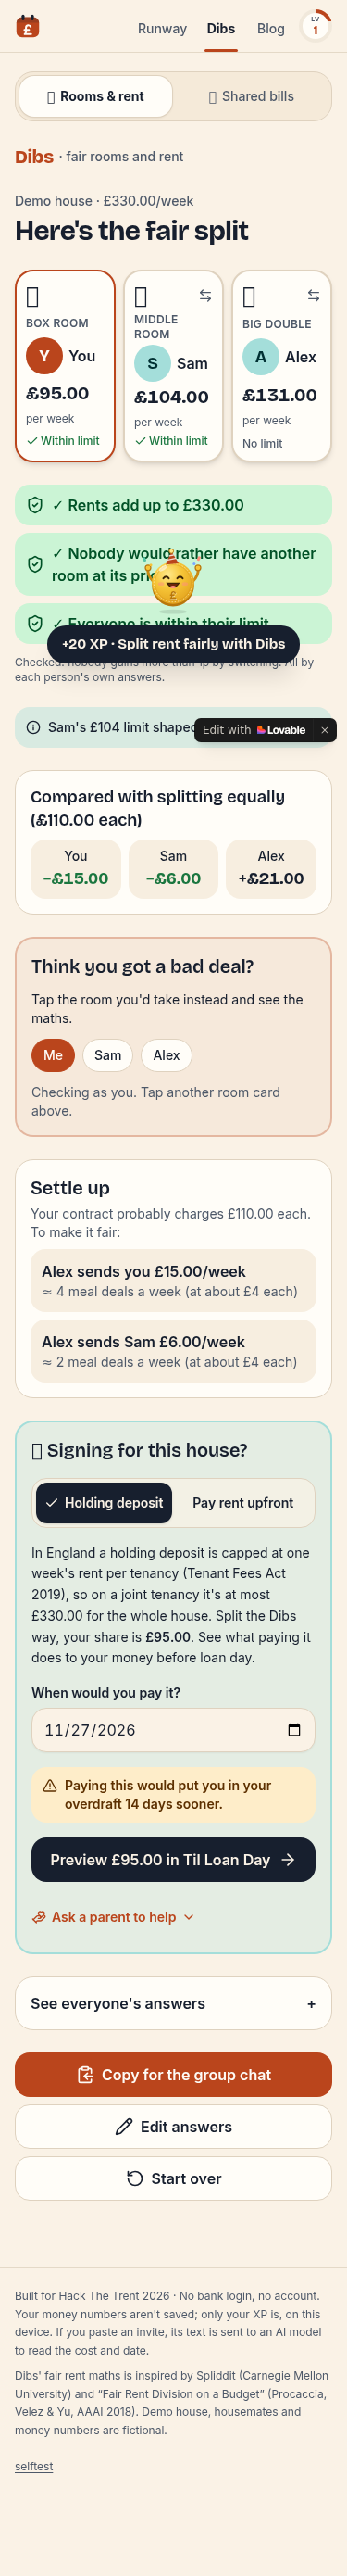 £
Runway
Dibs
Blog
LV
1
Rooms & rent
Shared bills
Dibs · fair rooms and rent
Demo house · £330.00/week
Here's the fair split
BOX ROOM
Y You
£95.00
per week
Within limit
MIDDLE
ROOM
S Sam
£104.00
per week
Within limit
BIG DOUBLE
A Alex
£131.00
per week
No limit
✓ Rents add up to £330.00
✓ Nobody would rather have another
room at its
✓ Everyone is within their limit
+20 XP · Split rent fairly with Dibs
Checked: nobody gains more than 1p by switching. All by
each person's own answers.
Sam's £104 limit shaped
Edit with Lovable ×
Compared with splitting equally
(£110.00 each)
You
−£15.00
Sam
−£6.00
Alex
+£21.00
Think you got a bad deal?
Tap the room you'd take instead and see the
maths.
Me
Sam
Alex
Checking as you. Tap another room card
above.
Settle up
Your contract probably charges £110.00 each.
To make it fair:
Alex sends you £15.00/week
≈ 4 meal deals a week (at about £4 each)
Alex sends Sam £6.00/week
≈ 2 meal deals a week (at about £4 each)
Signing for this house?
Holding deposit
Pay rent upfront
In England a holding deposit is capped at one
week's rent per tenancy (Tenant Fees Act
2019), so on a joint tenancy it's at most
£330.00 for the whole house. Split the Dibs
way, your share is £95.00. See what paying it
does to your money before loan day.
When would you pay it?
11/27/2026
Paying this would put you in your
overdraft 14 days sooner.
Preview £95.00 in Til Loan Day
Ask a parent to help
See everyone's answers +
Copy for the group chat
Edit answers
Start over
Built for Hack The Trent 2026 · No bank login, no account.
Your money numbers aren't saved; only your XP is, on this
device. If you paste an invite, its text is sent to an AI model
to read the cost and date.
Dibs' fair rent maths is inspired by Spliddit (Carnegie Mellon
University) and “Fair Rent Division on a Budget” (Procaccia,
Velez & Yu, AAAI 2018). Demo house, housemates and
money numbers are fictional.
selftest